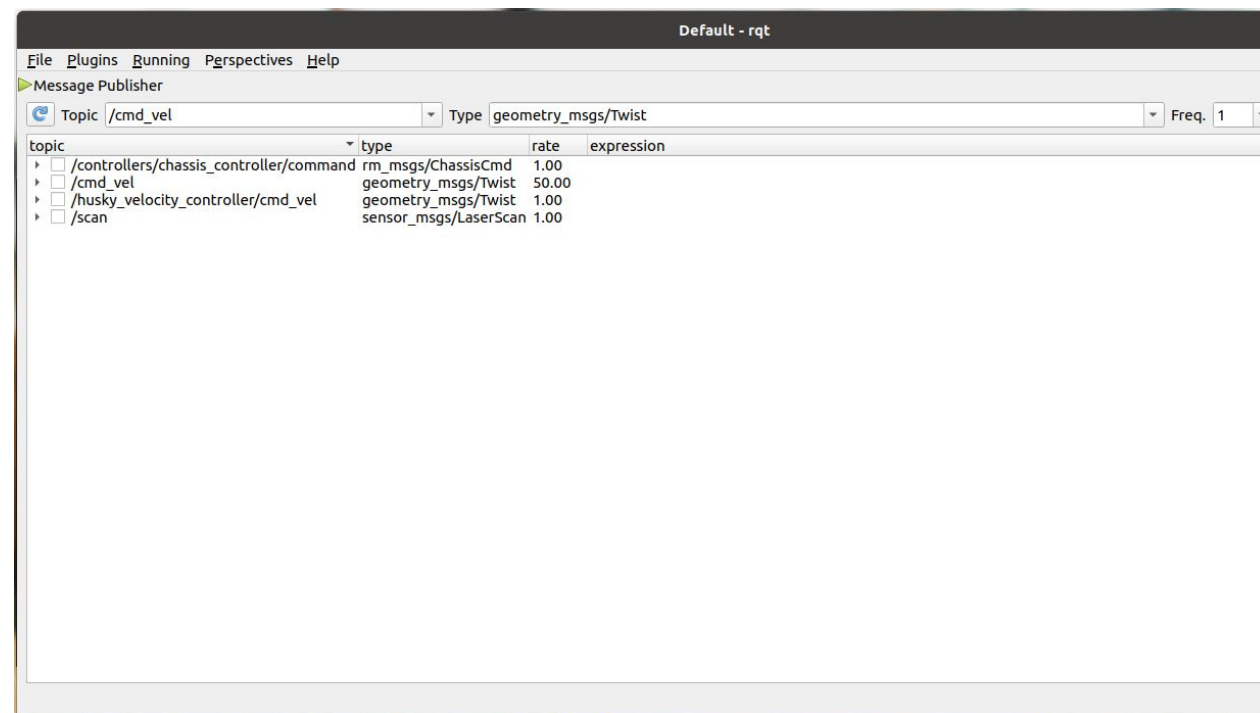 Default - rqt
File Plugins Running Perspectives Help
Message Publisher
Topic /cmd_vel Type geometry_msgs/Twist Freq. 1
topic type rate expression
/controllers/chassis_controller/command rm_msgs/ChassisCmd 1.00
/cmd_vel geometry_msgs/Twist 50.00
/husky_velocity_controller/cmd_vel geometry_msgs/Twist 1.00
/scan sensor_msgs/LaserScan 1.00